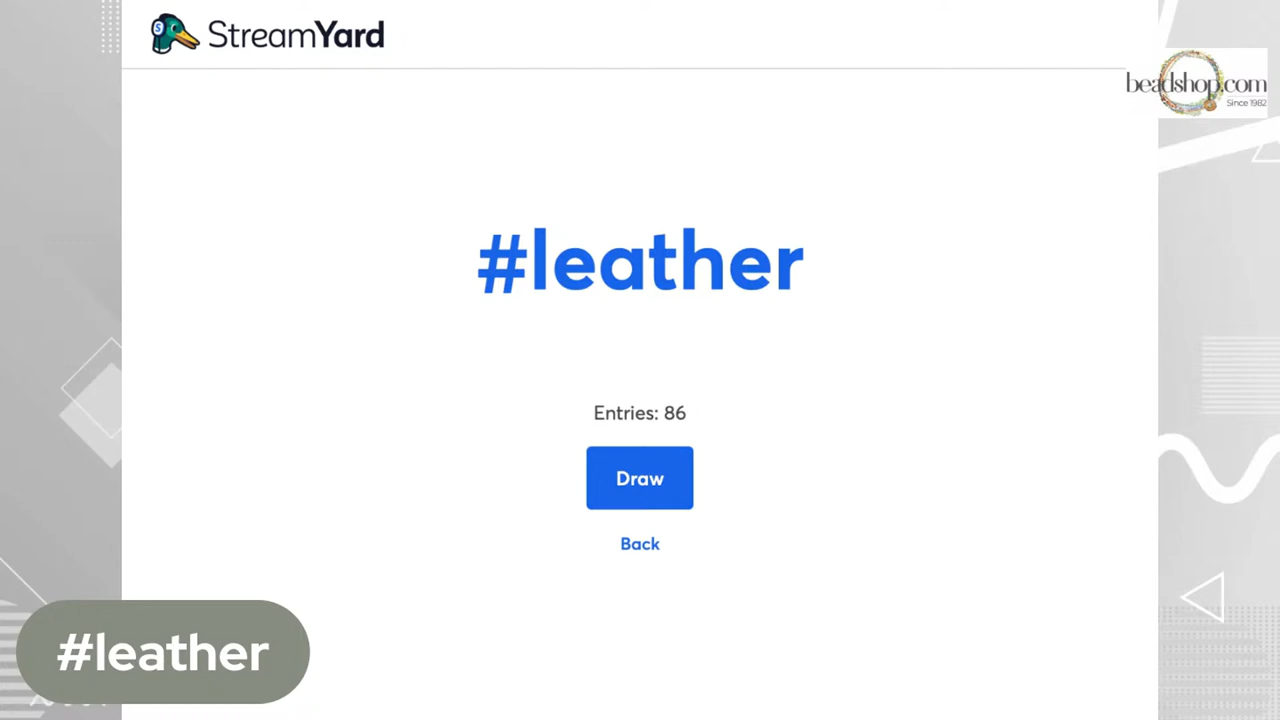 StreamYard
beadshop.com
Since 1982
#leather
Entries: 86
Draw
Back
#leather